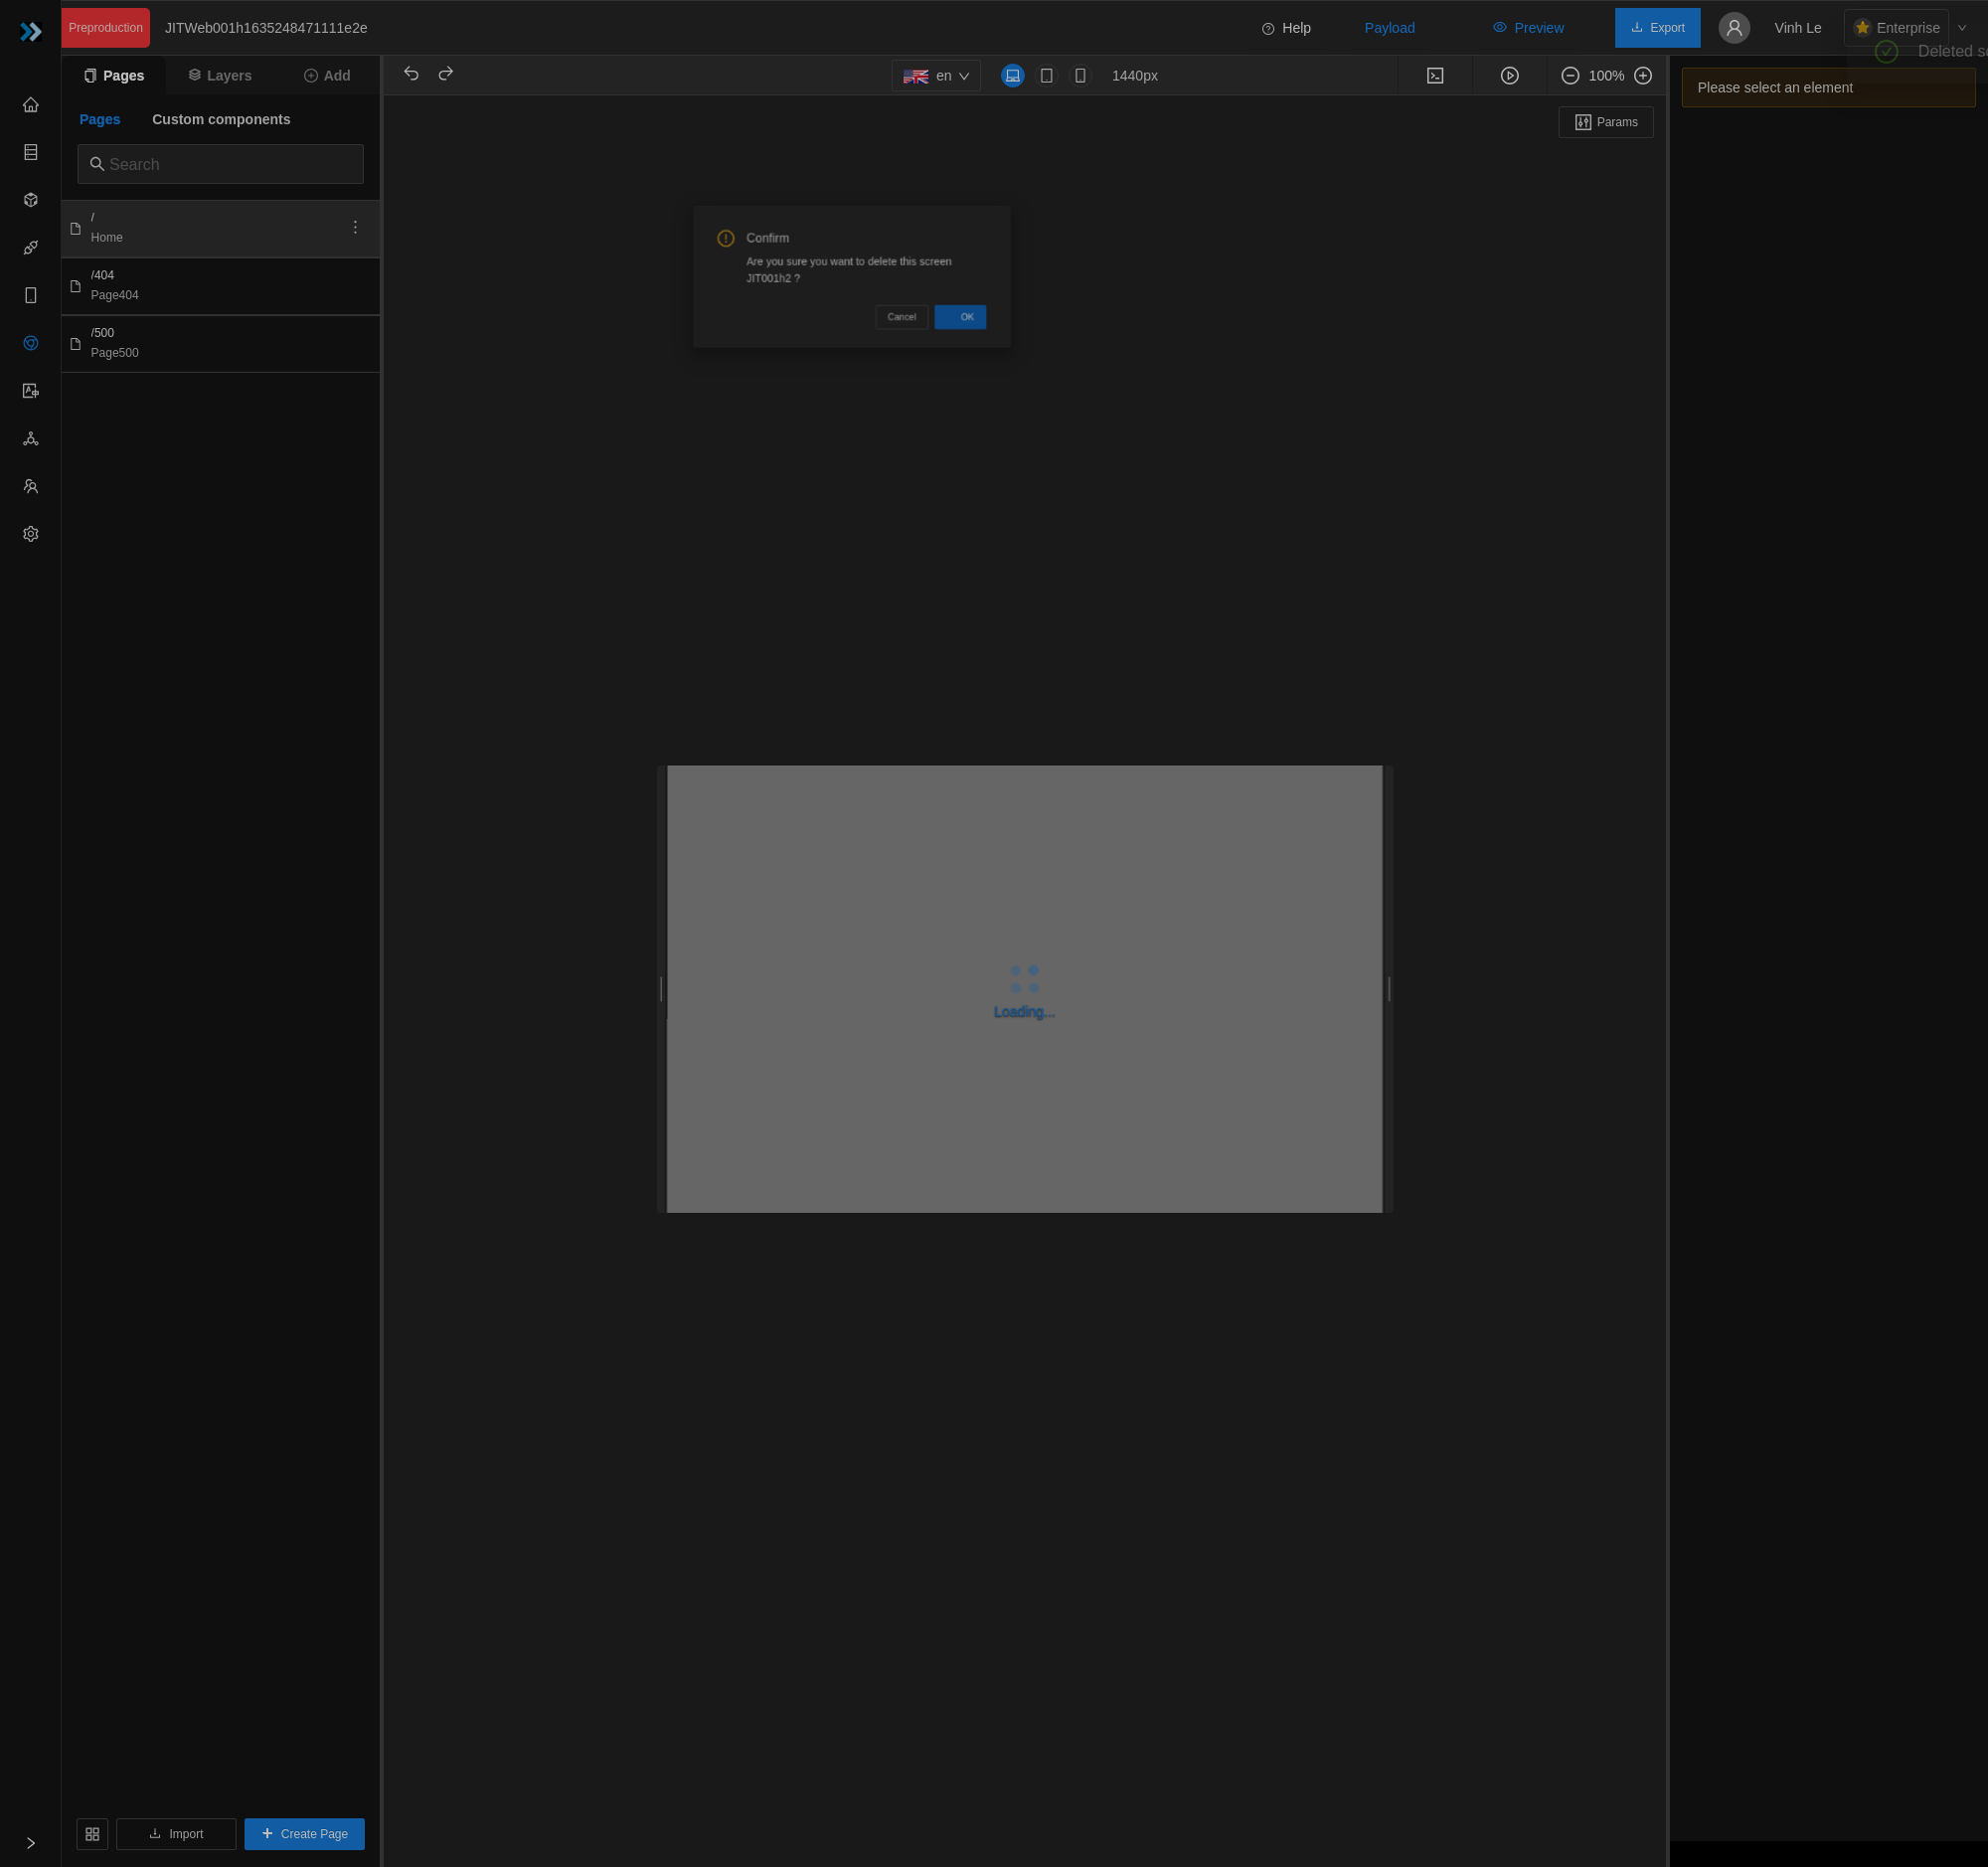 Preproduction
JITWeb001h1635248471111e2e
Help
Payload
Preview
Export
Vinh Le
Enterprise
Deleted
Pages
Layers
Add
en
1440px
100%
Please select an element
Pages
Custom components
Params
Search
/
Home
/404
Page404
/500
Page500
Confirm
Are you sure you want to delete this screen
JIT001h2 ?
Cancel
OK
Loading...
Import
Create Page